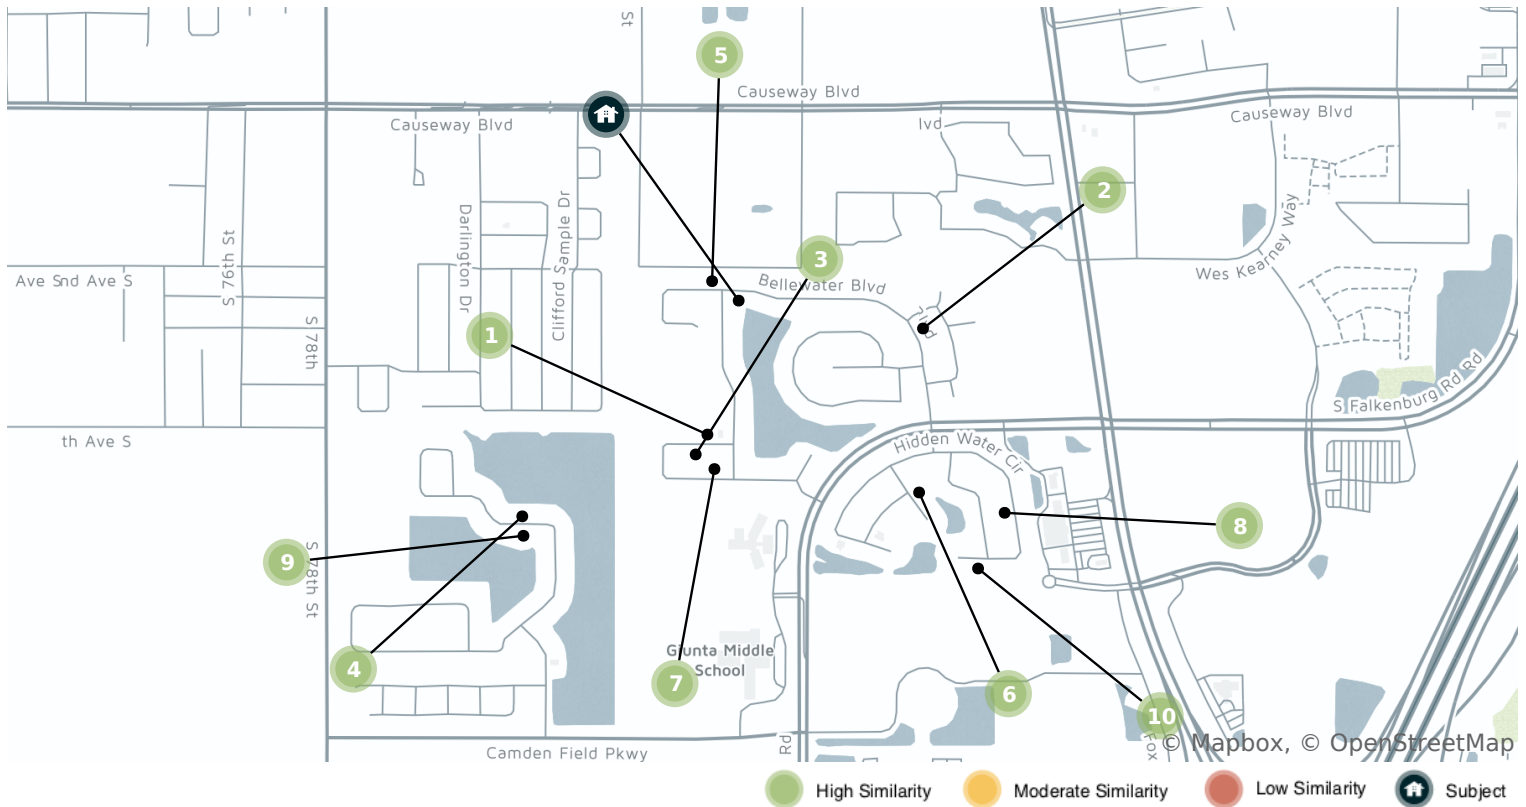 St
5
Causeway Blvd
Causeway Blvd
lvd
Causeway Blvd
2
Darlington Dr
Clifford Sample Dr
S 76th St
Wes Kearney Way
3
Ave S
nd Ave S
Bellewater Blvd
lvd
1
S 78th
S Falkenburg Rd
Rd
th Ave S
Hidden Water Cir
8
9
S 78th St
Giunta Middle
School
4
7
6
10
Camden Field Pkwy
Rd
Fox
© Mapbox, © OpenStreetMap
High Similarity
Moderate Similarity
Low Similarity
Subject